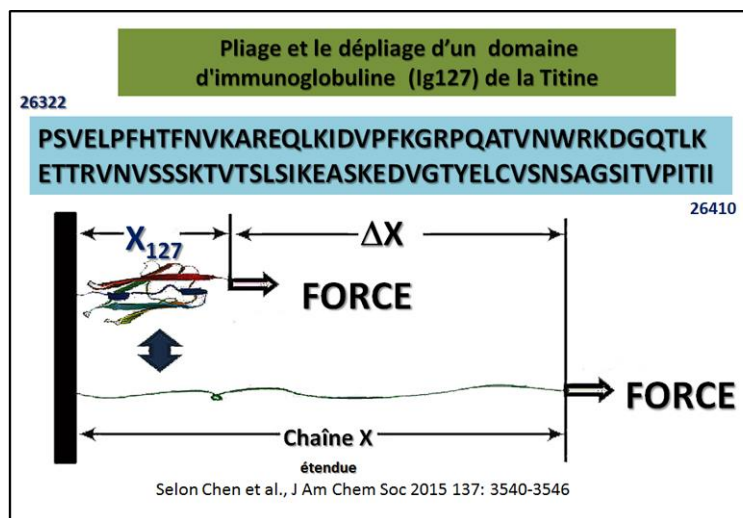 Pliage et le dépliage d'un domaine
d'immunoglobuline (Ig127) de la Titine
26322
PSVELPFHTFNVKAREQLKIDVPFKGRPQATVNWRKDGQTLK
ETTRVNVSSSKTVTSLSIKEASKEDVGTYELCVSNSAGSITVPITII
26410
X127
ΔX
FORCE
FORCE
Chaîne X
étendue
Selon Chen et al., J Am Chem Soc 2015 137: 3540-3546